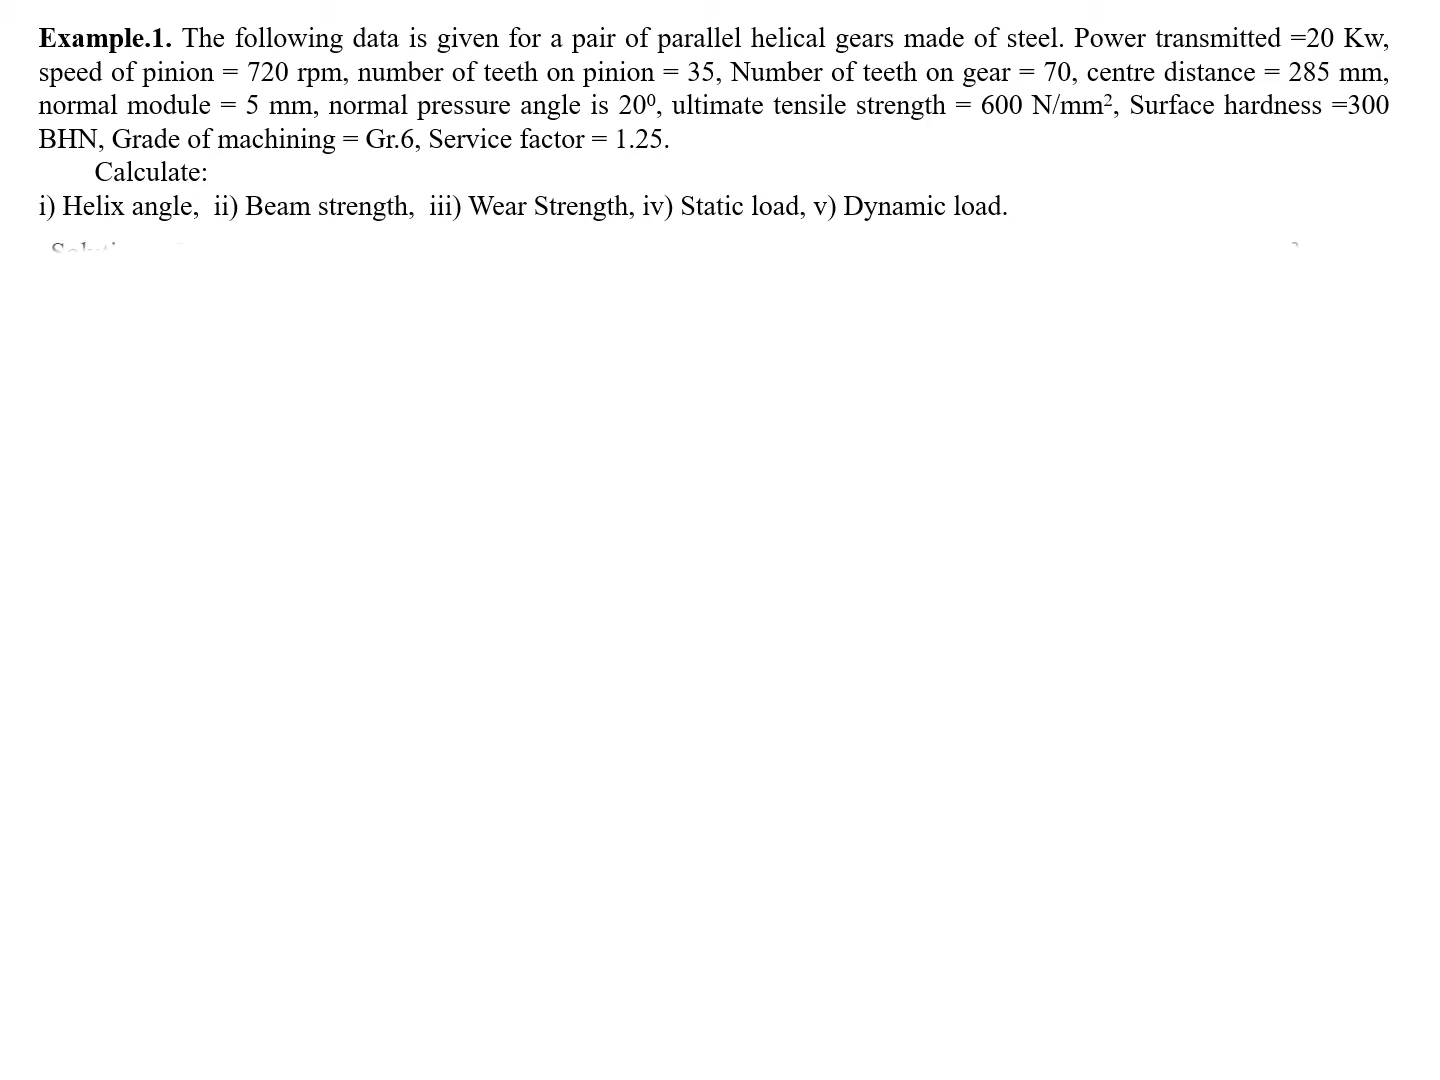 Example.1. The following data is given for a pair of parallel helical gears made of steel. Power transmitted =20 Kw,
speed of pinion = 720 rpm, number of teeth on pinion = 35, Number of teeth on gear = 70, centre distance = 285 mm,
normal module = 5 mm, normal pressure angle is 20⁰, ultimate tensile strength = 600 N/mm², Surface hardness =300
BHN, Grade of machining = Gr.6, Service factor = 1.25.
Calculate:
i) Helix angle, ii) Beam strength, iii) Wear Strength, iv) Static load, v) Dynamic load.